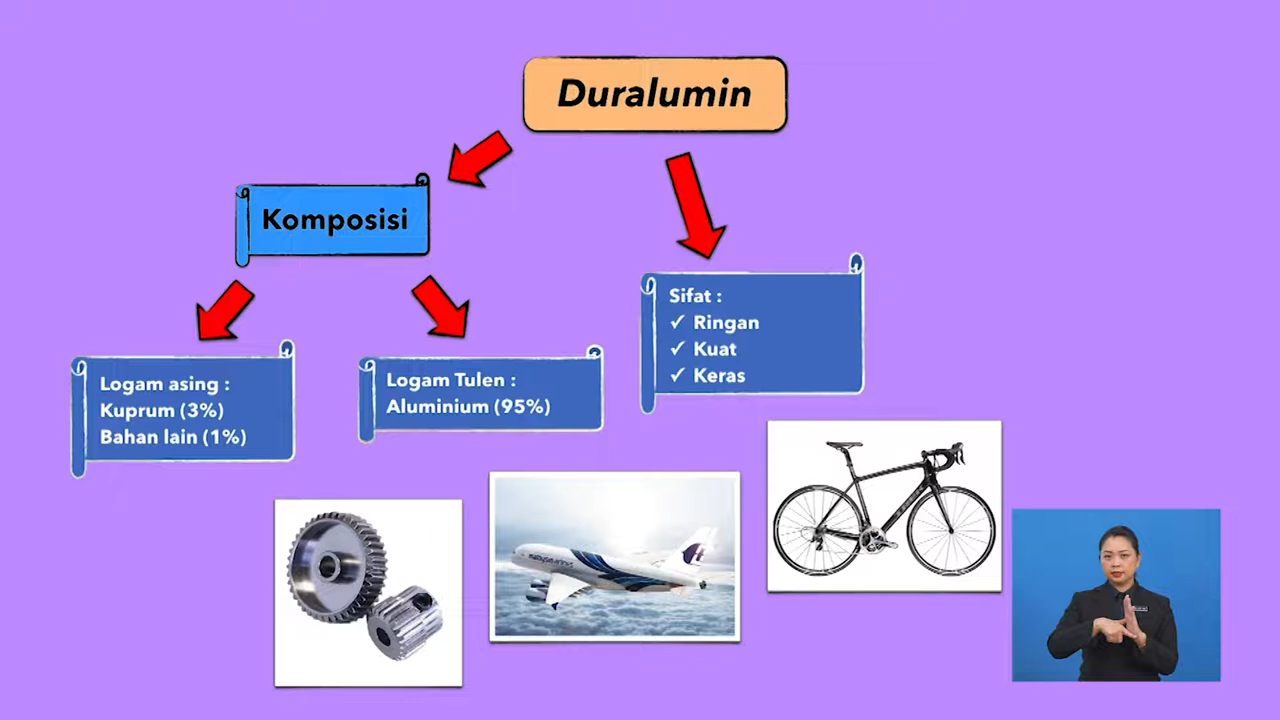 Duralumin
Komposisi
Sifat :
✓ Ringan
✓ Kuat
✓ Keras
Logam asing :
Kuprum (3%)
Bahan lain (1%)
Logam Tulen :
Aluminium (95%)